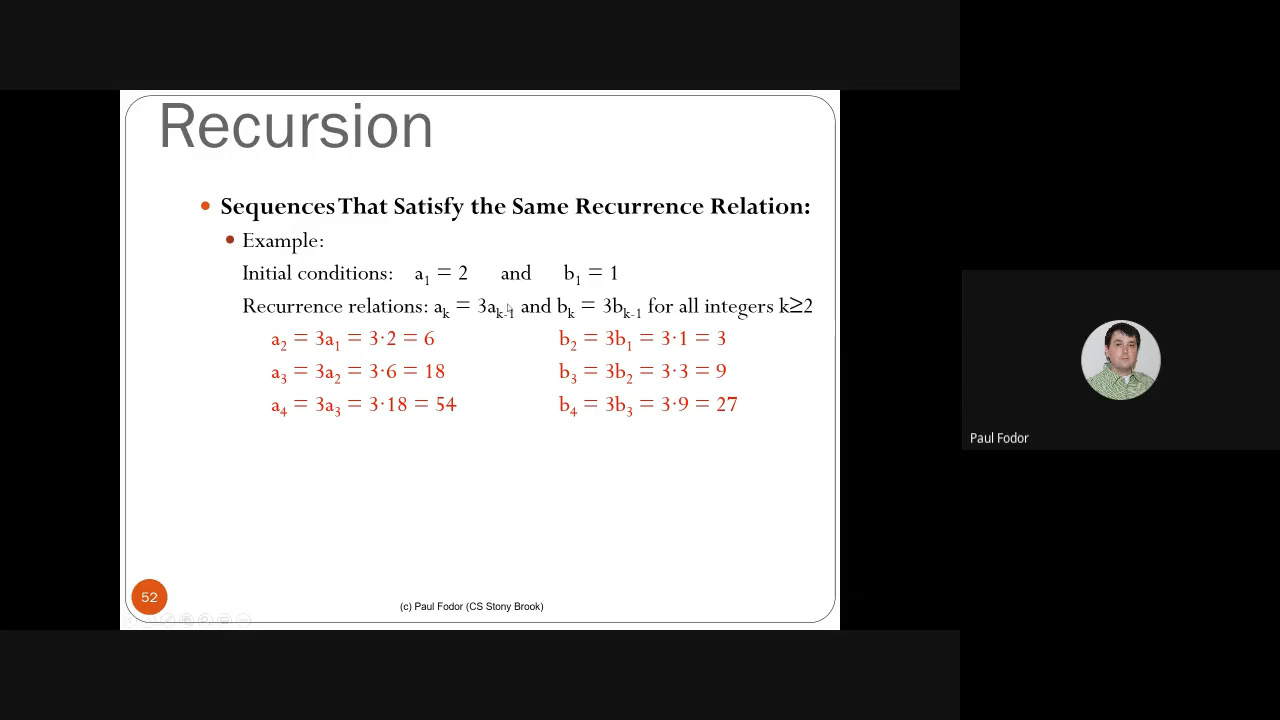 Recursion
• Sequences That Satisfy the Same Recurrence Relation:
• Example:
Initial conditions: a₁ = 2 and b₁ = 1
Recurrence relations: aₖ = 3aₖ₋₁ and bₖ = 3bₖ₋₁ for all integers k≥2
a₂ = 3a₁ = 3·2 = 6 b₂ = 3b₁ = 3·1 = 3
a₃ = 3a₂ = 3·6 = 18 b₃ = 3b₂ = 3·3 = 9
a₄ = 3a₃ = 3·18 = 54 b₄ = 3b₃ = 3·9 = 27
Paul Fodor
52
(c) Paul Fodor (CS Stony Brook)